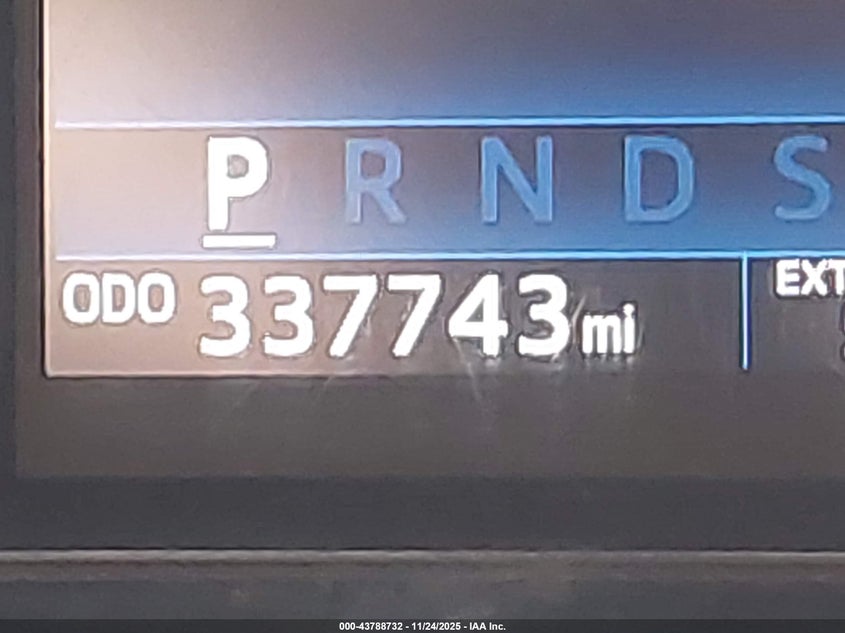 P R N D S
ODO 337743 mi EXT
000-43788732 - 11/24/2025 - IAA Inc.